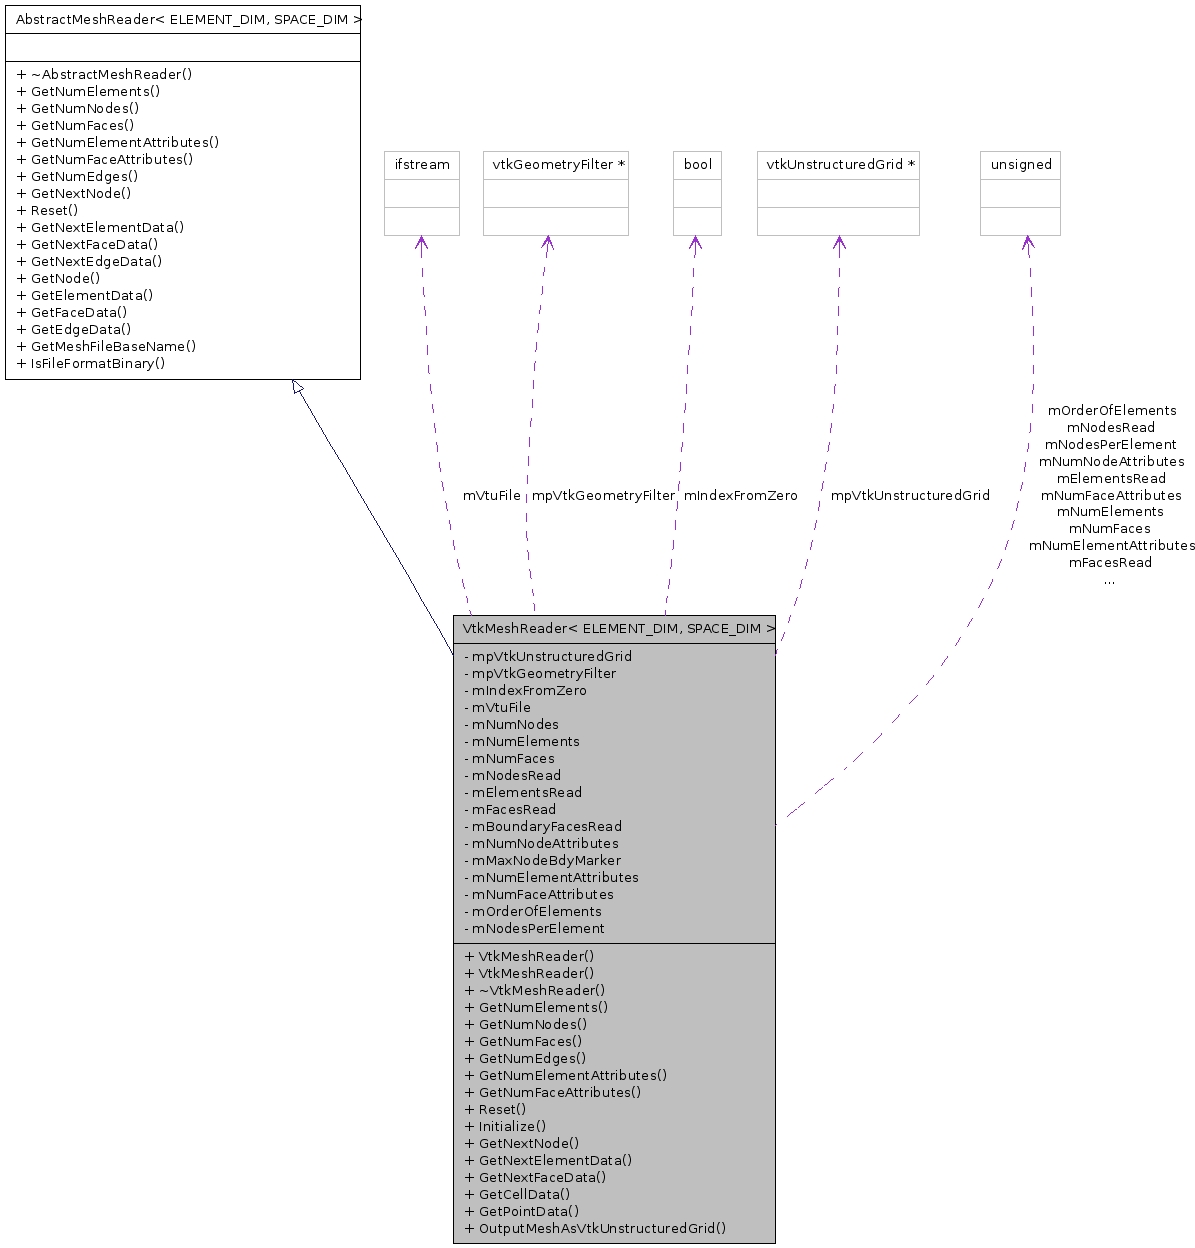 AbstractMeshReader< ELEMENT_DIM, SPACE_DIM >
+ ~AbstractMeshReader()
+ GetNumElements()
+ GetNumNodes()
+ GetNumFaces()
+ GetNumElementAttributes()
+ GetNumFaceAttributes()
+ GetNumEdges()
+ GetNextNode()
+ Reset()
+ GetNextElementData()
+ GetNextFaceData()
+ GetNextEdgeData()
+ GetNode()
+ GetElementData()
+ GetFaceData()
+ GetEdgeData()
+ GetMeshFileBaseName()
+ IsFileFormatBinary()
ifstream
vtkGeometryFilter *
bool
vtkUnstructuredGrid *
unsigned
mVtuFile
mpVtkGeometryFilter
mIndexFromZero
mpVtkUnstructuredGrid
mOrderOfElements
mNodesRead
mNodesPerElement
mNumNodeAttributes
mElementsRead
mNumFaceAttributes
mNumElements
mNumFaces
mNumElementAttributes
mFacesRead
...
VtkMeshReader< ELEMENT_DIM, SPACE_DIM >
- mpVtkUnstructuredGrid
- mpVtkGeometryFilter
- mIndexFromZero
- mVtuFile
- mNumNodes
- mNumElements
- mNumFaces
- mNodesRead
- mElementsRead
- mFacesRead
- mBoundaryFacesRead
- mNumNodeAttributes
- mMaxNodeBdyMarker
- mNumElementAttributes
- mNumFaceAttributes
- mOrderOfElements
- mNodesPerElement
+ VtkMeshReader()
+ VtkMeshReader()
+ ~VtkMeshReader()
+ GetNumElements()
+ GetNumNodes()
+ GetNumFaces()
+ GetNumEdges()
+ GetNumElementAttributes()
+ GetNumFaceAttributes()
+ Reset()
+ Initialize()
+ GetNextNode()
+ GetNextElementData()
+ GetNextFaceData()
+ GetCellData()
+ GetPointData()
+ OutputMeshAsVtkUnstructuredGrid()